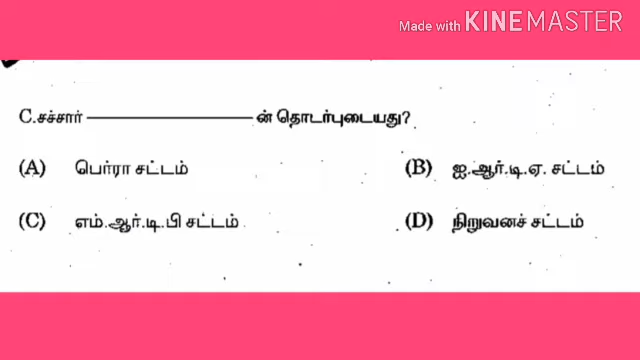 Made with KINEMASTER
C.சச்சார் ———————— ன் தொடர்புடையது?
(A) பெர்ரா சட்டம் (B) ஐ.ஆர்.டி.ஏ. சட்டம்
(C) எம்.ஆர்.டி.பி சட்டம் (D) நிறுவனச் சட்டம்